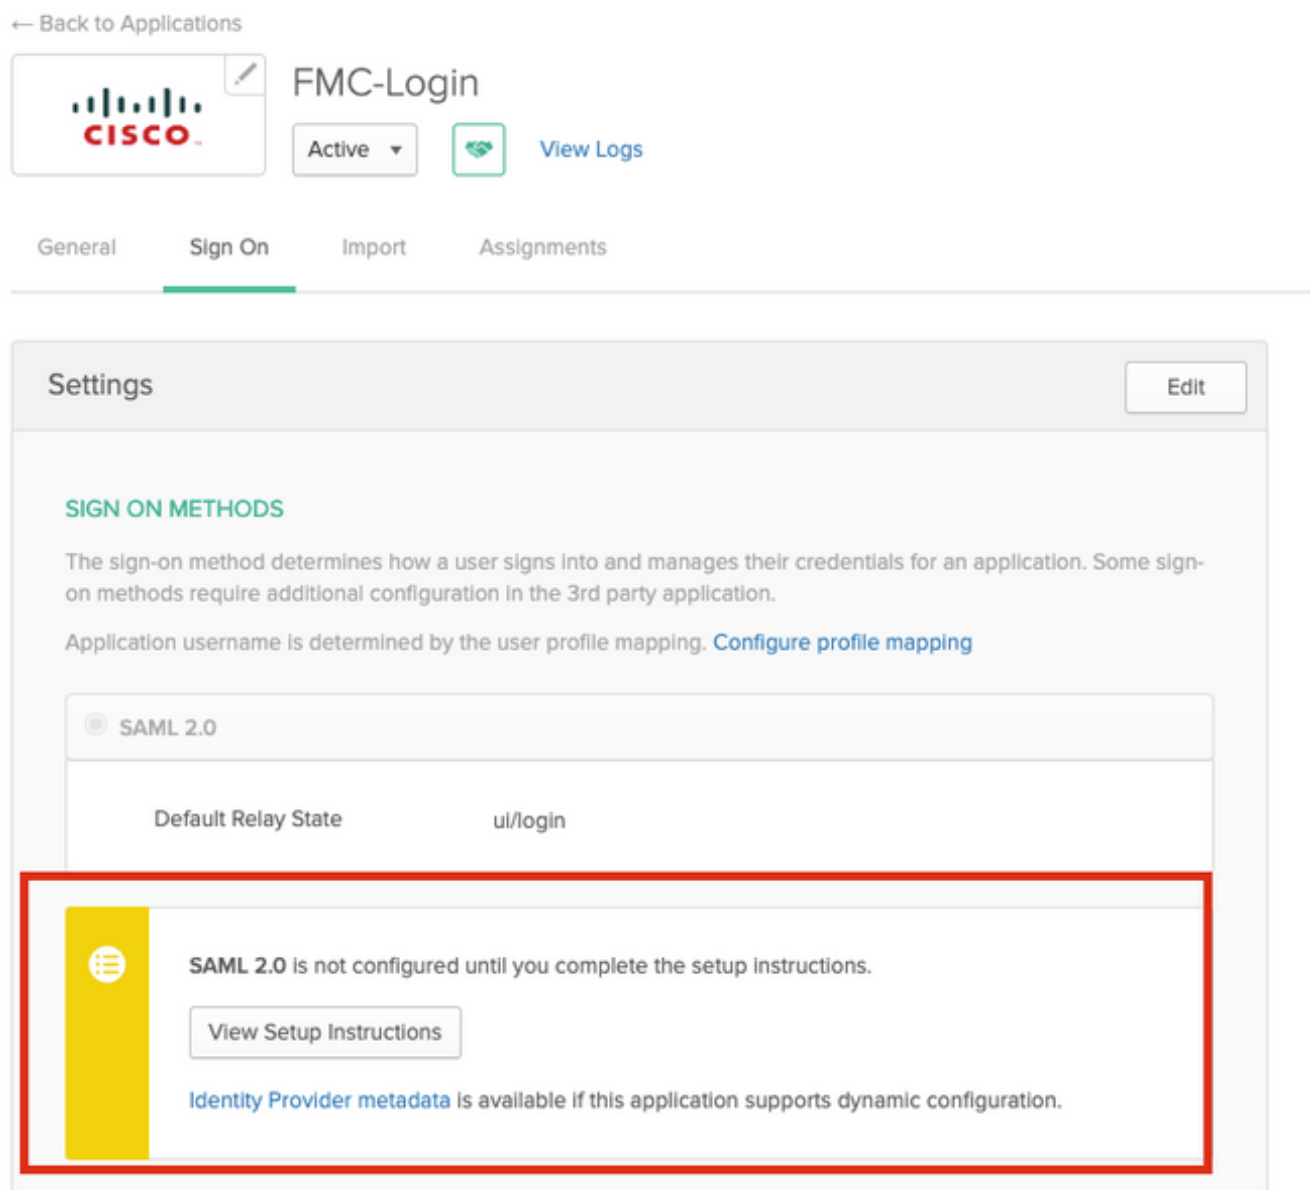 ← Back to Applications
CISCO
FMC-Login
Active
View Logs
General
Sign On
Import
Assignments
Settings
Edit
SIGN ON METHODS
The sign-on method determines how a user signs into and manages their credentials for an application. Some sign-
on methods require additional configuration in the 3rd party application.
Application username is determined by the user profile mapping. Configure profile mapping
SAML 2.0
Default Relay State
ui/login
SAML 2.0 is not configured until you complete the setup instructions.
View Setup Instructions
Identity Provider metadata is available if this application supports dynamic configuration.